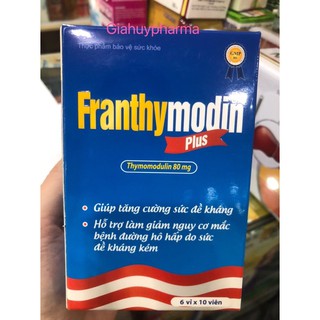 Giahuypharma
Thực phẩm bảo vệ sức khỏe
GMP
Franthymodin
Plus
Thymomodulin 80 mg
Giúp tăng cường sức đề kháng
Hỗ trợ làm giảm nguy cơ mắc
bệnh đường hô hấp do sức
đề kháng kém
6 vỉ x 10 viên